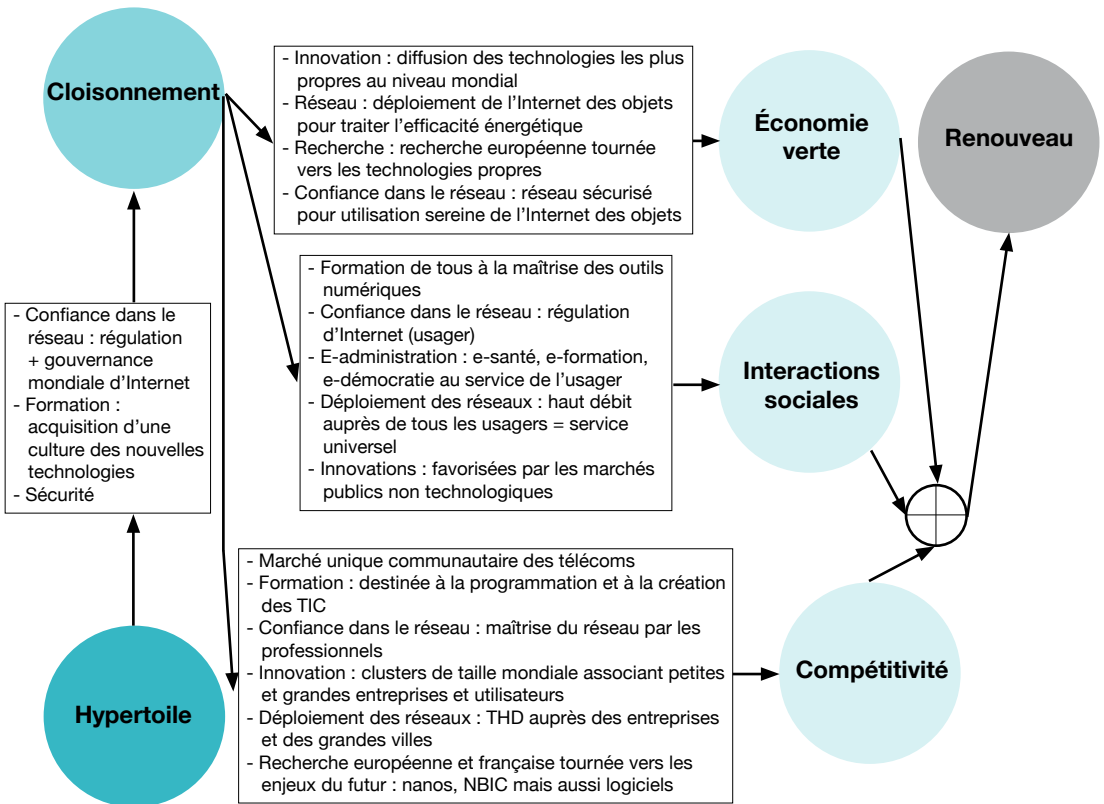 Cloisonnement
- Innovation : diffusion des technologies les plus
propres au niveau mondial
- Réseau : déploiement de l'Internet des objets
pour traiter l'efficacité énergétique
- Recherche : recherche européenne tournée
vers les technologies propres
- Confiance dans le réseau : réseau sécurisé
pour utilisation sereine de l'Internet des objets
Économie
verte
Renouveau
- Confiance dans le
réseau : régulation
+ gouvernance
mondiale d'Internet
- Formation :
acquisition d'une
culture des nouvelles
technologies
- Sécurité
- Formation de tous à la maîtrise des outils
numériques
- Confiance dans le réseau : régulation
d'Internet (usager)
- E-administration : e-santé, e-formation,
e-démocratie au service de l'usager
- Déploiement des réseaux : haut débit
auprès de tous les usagers = service
universel
- Innovations : favorisées par les marchés
publics non technologiques
Interactions
sociales
Hypertoile
- Marché unique communautaire des télécoms
- Formation : destinée à la programmation et à la création
des TIC
- Confiance dans le réseau : maîtrise du réseau par les
professionnels
- Innovation : clusters de taille mondiale associant petites
et grandes entreprises et utilisateurs
- Déploiement des réseaux : THD auprès des entreprises
et des grandes villes
- Recherche européenne et française tournée vers les
enjeux du futur : nanos, NBIC mais aussi logiciels
Compétitivité